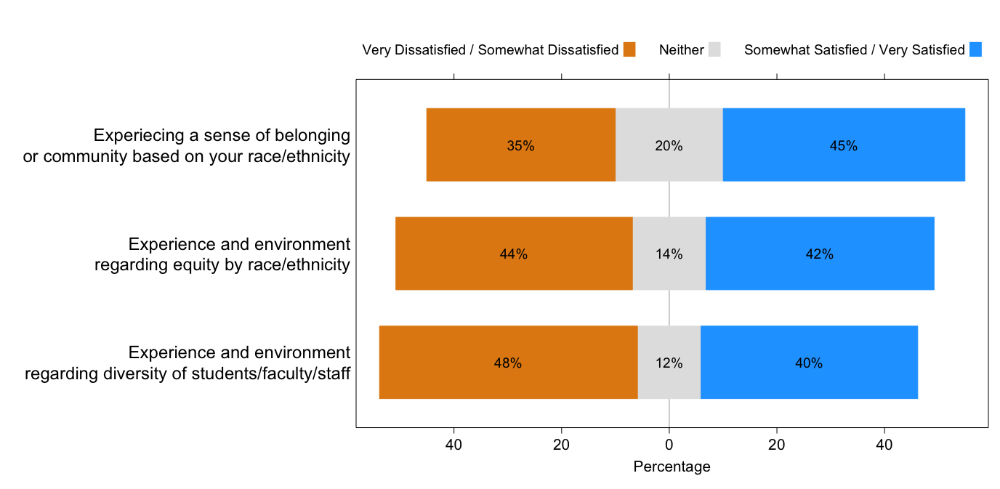 Very Dissatisfied / Somewhat Dissatisfied
Neither
Somewhat Satisfied / Very Satisfied
Experiecing a sense of belonging
or community based on your race/ethnicity
35%
20%
45%
Experience and environment
regarding equity by race/ethnicity
44%
14%
42%
Experience and environment
regarding diversity of students/faculty/staff
48%
12%
40%
40
20
0
20
40
Percentage